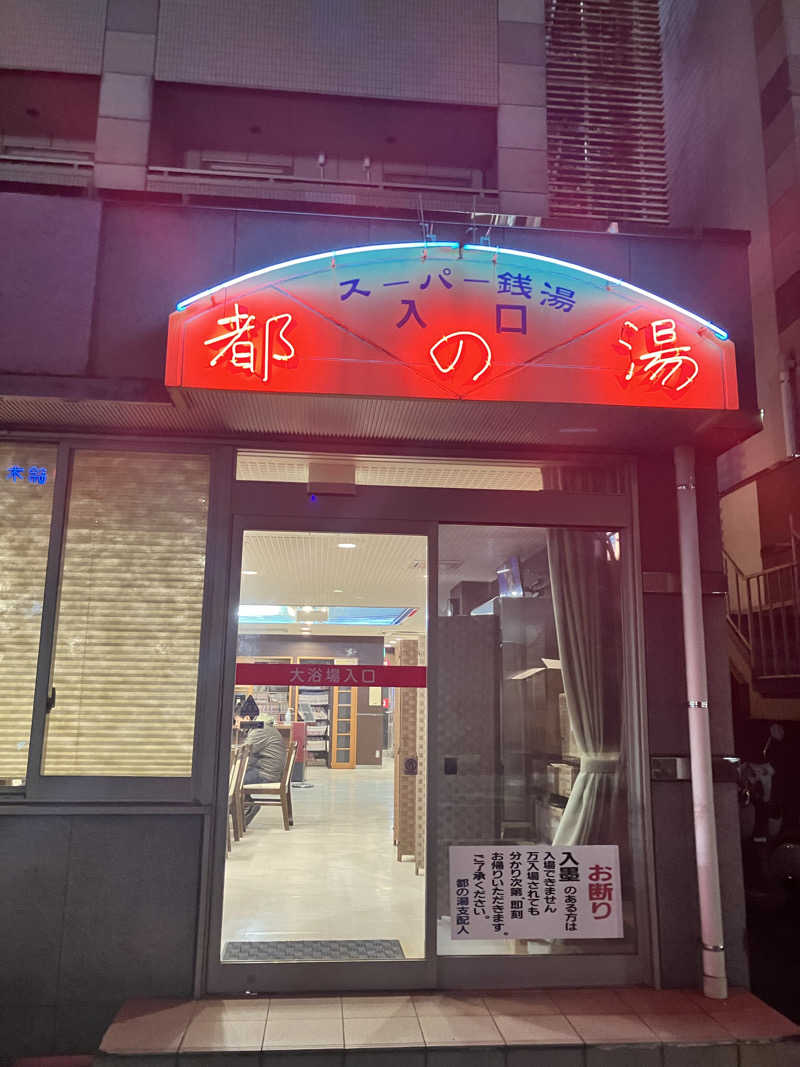 スーパー銭湯
入口
都の湯
本舗
大浴場入口
お断り
入墨のある方は
入場できません
万入場されても
分かり次第、即刻
お帰りいただきます。
ご了承ください。
都の湯支配人